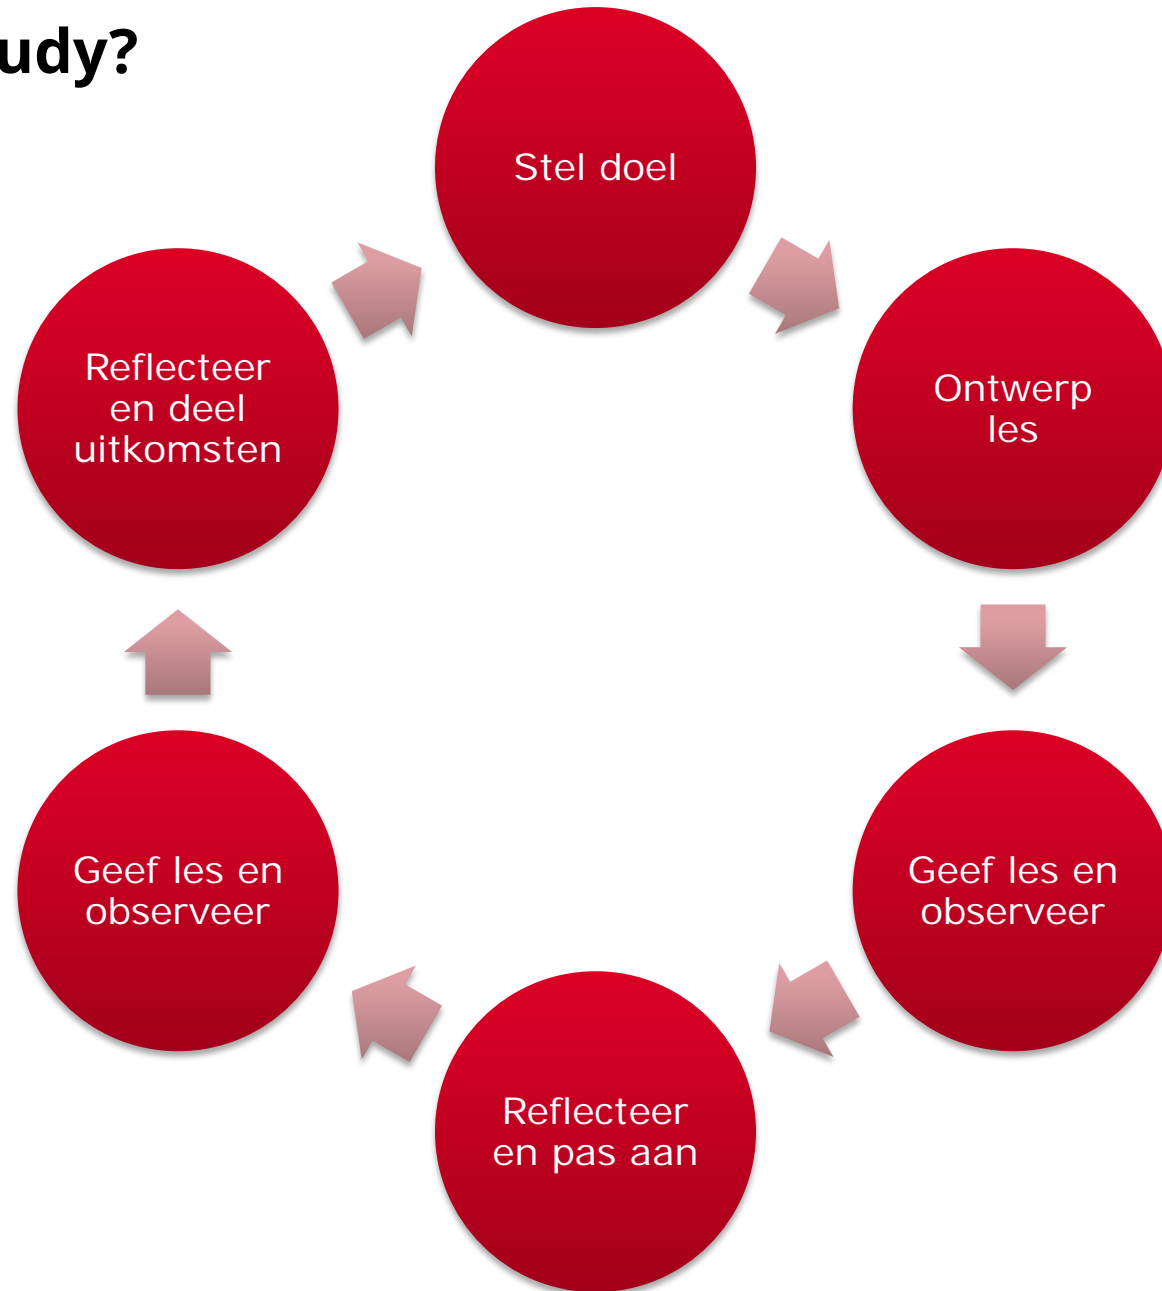 udy?
Stel doel
Ontwerp
les
Geef les en
observeer
Reflecteer
en pas aan
Geef les en
observeer
Reflecteer
en deel
uitkomsten